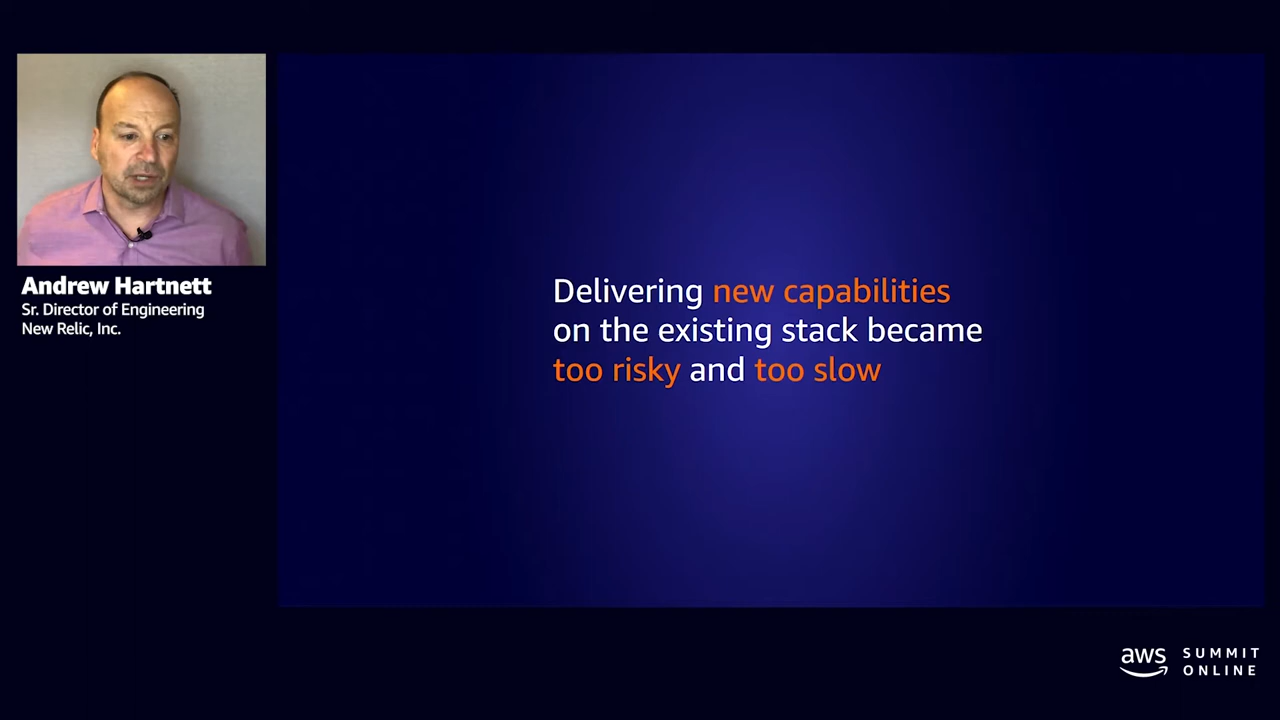 Andrew Hartnett
Sr. Director of Engineering
New Relic, Inc.
Delivering new capabilities
on the existing stack became
too risky and too slow
aws
SUMMIT
ONLINE